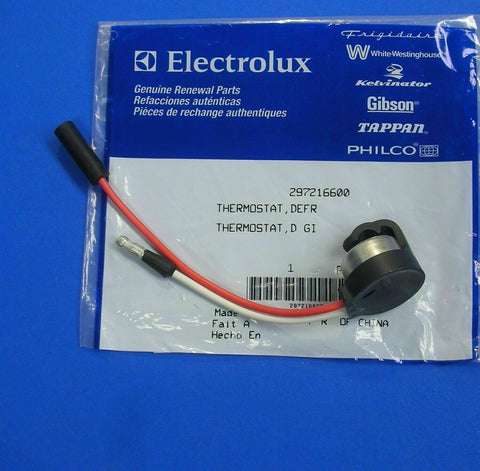 Electrolux
Genuine Renewal Parts
Refacciones auténticas
Pièces de rechange authentiques
Frigidaire
White-Westinghouse
Kelvinator
Gibson
TAPPAN
PHILCO
297216600
THERMOSTAT,DEFR
THERMOSTAT,D GI
1
Made
Fait A OF CHINA
Hecho En